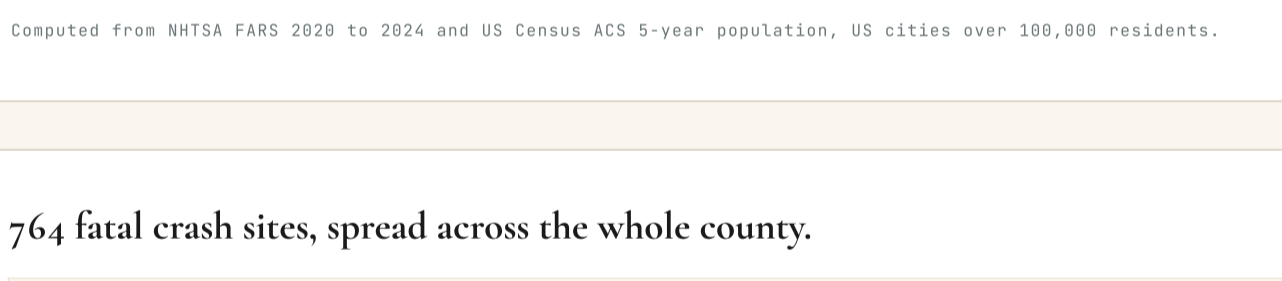 Computed from NHTSA FARS 2020 to 2024 and US Census ACS 5-year population, US cities over 100,000 residents.
764 fatal crash sites, spread across the whole county.